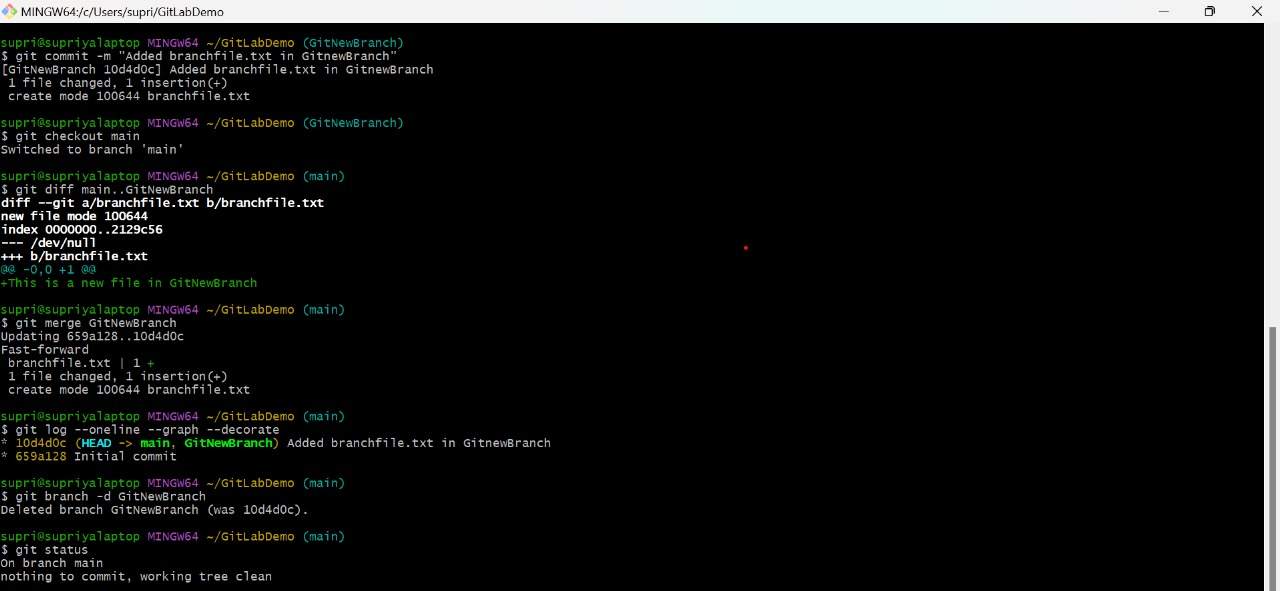 MINGW64:/c/Users/supri/GitLabDemo
supri@supriyalaptop MINGW64 ~/GitLabDemo (GitNewBranch)
$ git commit -m "Added branchfile.txt in GitnewBranch"
[GitNewBranch 10d4d0c] Added branchfile.txt in GitnewBranch
1 file changed, 1 insertion(+)
create mode 100644 branchfile.txt
supri@supriyalaptop MINGW64 ~/GitLabDemo (GitNewBranch)
$ git checkout main
Switched to branch 'main'
supri@supriyalaptop MINGW64 ~/GitLabDemo (main)
$ git diff main..GitNewBranch
diff --git a/branchfile.txt b/branchfile.txt
new file mode 100644
index 0000000..2129c56
--- /dev/null
+++ b/branchfile.txt
@@ -0,0 +1 @@
+This is a new file in GitNewBranch
supri@supriyalaptop MINGW64 ~/GitLabDemo (main)
$ git merge GitNewBranch
Updating 659a128..10d4d0c
Fast-forward
branchfile.txt | 1 +
1 file changed, 1 insertion(+)
create mode 100644 branchfile.txt
supri@supriyalaptop MINGW64 ~/GitLabDemo (main)
$ git log --oneline --graph --decorate
* 10d4d0c (HEAD -> main, GitNewBranch) Added branchfile.txt in GitnewBranch
* 659a128 Initial commit
supri@supriyalaptop MINGW64 ~/GitLabDemo (main)
$ git branch -d GitNewBranch
Deleted branch GitNewBranch (was 10d4d0c).
supri@supriyalaptop MINGW64 ~/GitLabDemo (main)
$ git status
On branch main
nothing to commit, working tree clean